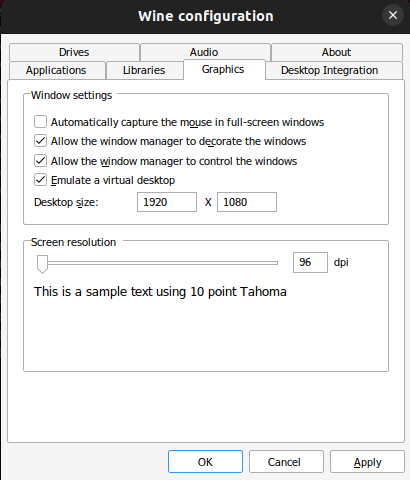 Wine configuration
Drives Audio About
Applications Libraries Graphics Desktop Integration
Window settings
Automatically capture the mouse in full-screen windows
Allow the window manager to decorate the windows
Allow the window manager to control the windows
Emulate a virtual desktop
Desktop size: 1920 X 1080
Screen resolution
96 dpi
This is a sample text using 10 point Tahoma
OK Cancel Apply